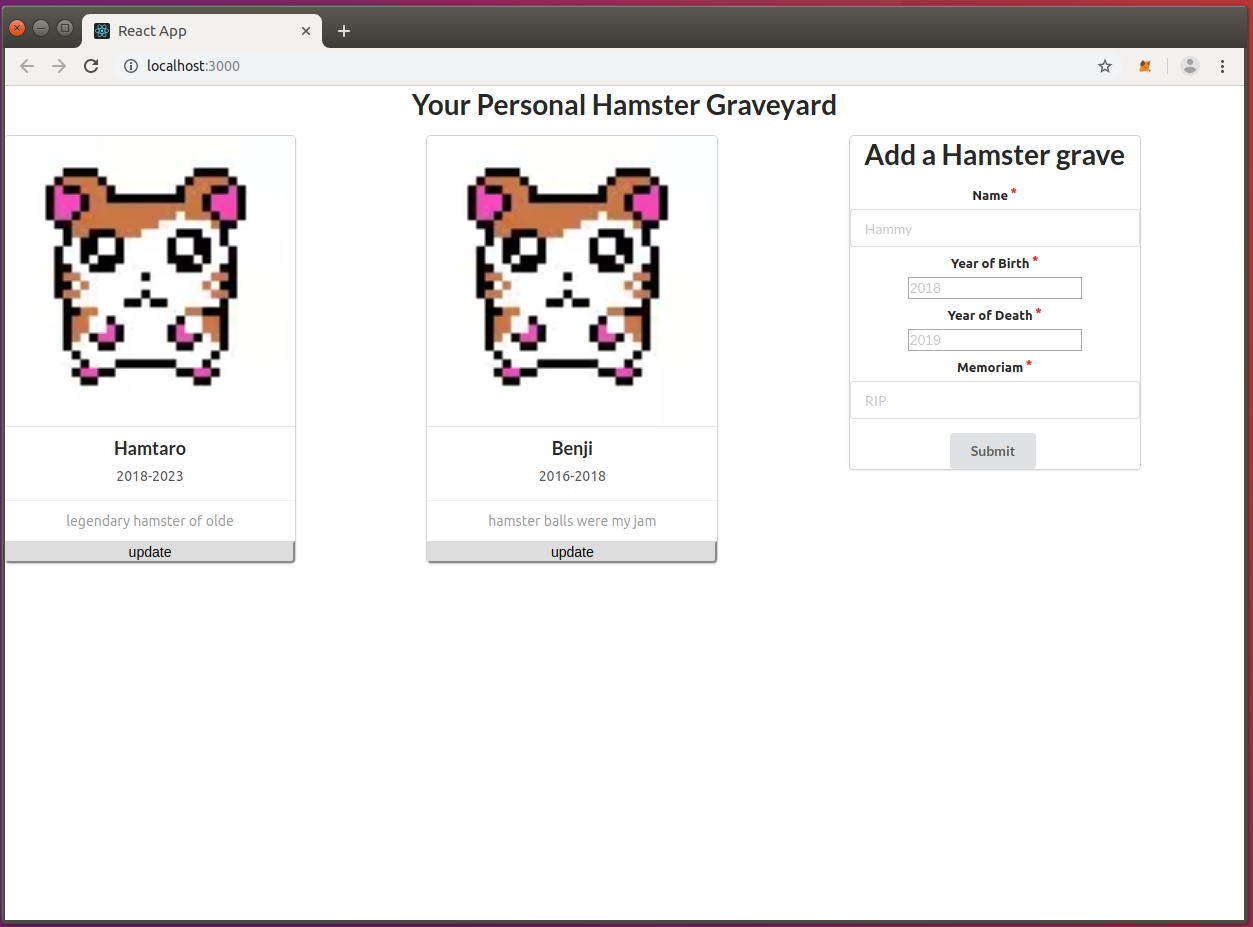 React App
localhost:3000
Your Personal Hamster Graveyard
Hamtaro
2018-2023
legendary hamster of olde
update
Benji
2016-2018
hamster balls were my jam
update
Add a Hamster grave
Name *
Hammy
Year of Birth *
2018
Year of Death *
2019
Memoriam *
RIP
Submit